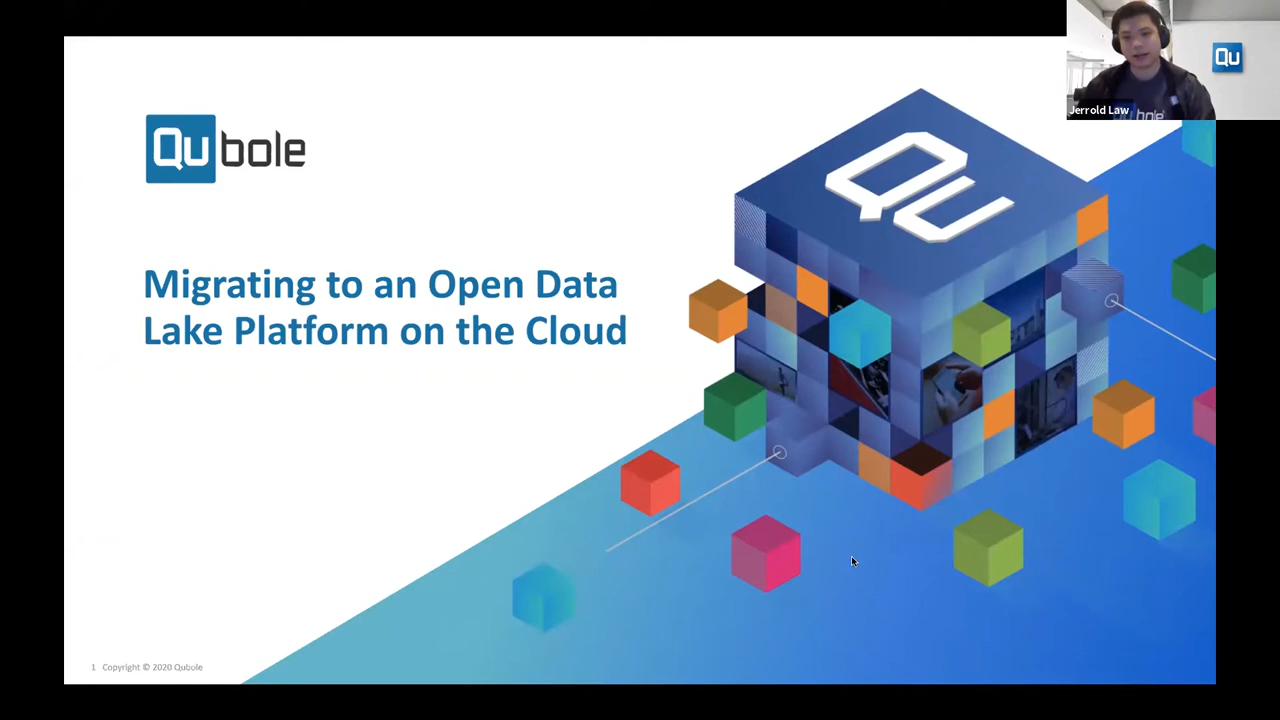 Qubole
Qu
Qu
Jerrold Law
Migrating to an Open Data
Lake Platform on the Cloud
1 Copyright © 2020 Qubole